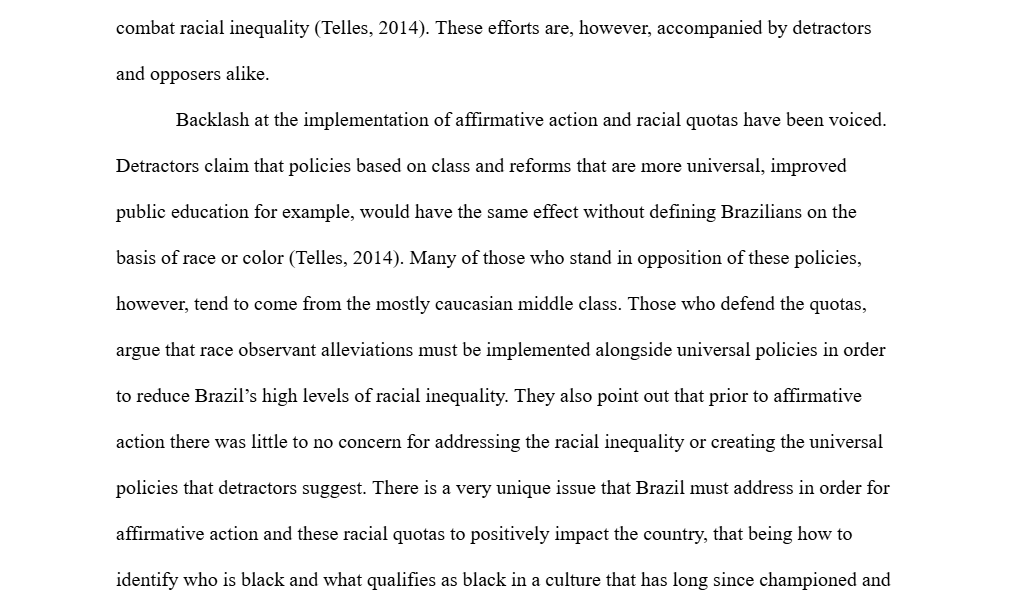 combat racial inequality (Telles, 2014). These efforts are, however, accompanied by detractors
and opposers alike.
Backlash at the implementation of affirmative action and racial quotas have been voiced.
Detractors claim that policies based on class and reforms that are more universal, improved
public education for example, would have the same effect without defining Brazilians on the
basis of race or color (Telles, 2014). Many of those who stand in opposition of these policies,
however, tend to come from the mostly caucasian middle class. Those who defend the quotas,
argue that race observant alleviations must be implemented alongside universal policies in order
to reduce Brazil’s high levels of racial inequality. They also point out that prior to affirmative
action there was little to no concern for addressing the racial inequality or creating the universal
policies that detractors suggest. There is a very unique issue that Brazil must address in order for
affirmative action and these racial quotas to positively impact the country, that being how to
identify who is black and what qualifies as black in a culture that has long since championed and